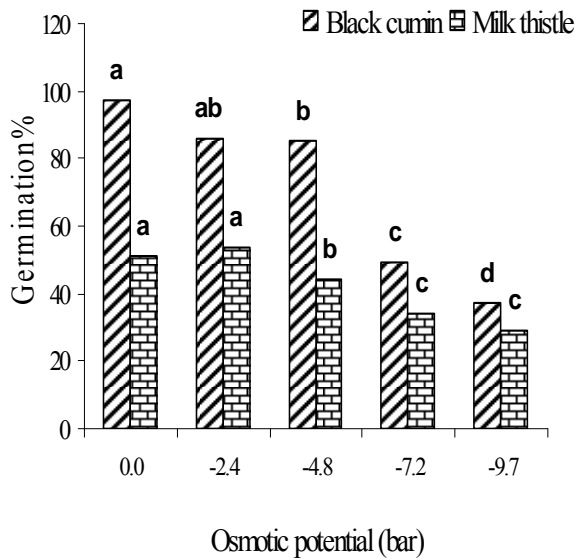 Black cumin Milk thistle
120
100
80
60
40
20
0
Germination%
a
a
ab
a
b
b
c
c
d
c
0.0 -2.4 -4.8 -7.2 -9.7
Osmotic potential (bar)